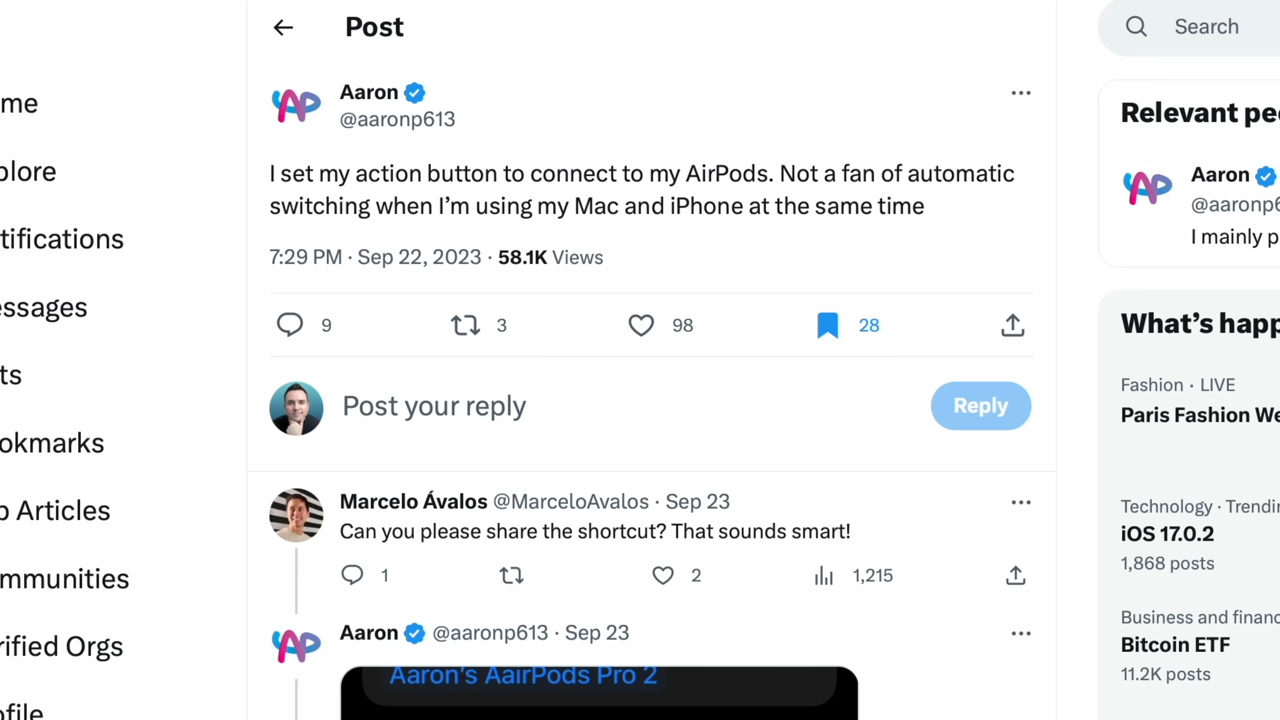 Post
Search
Aaron
@aaronp613
I set my action button to connect to my AirPods. Not a fan of automatic
switching when I’m using my Mac and iPhone at the same time
7:29 PM · Sep 22, 2023 · 58.1K Views
9
3
98
28
Post your reply
Reply
Marcelo Ávalos @MarceloAvalos · Sep 23
Can you please share the shortcut? That sounds smart!
1
2
1,215
Aaron @aaronp613 · Sep 23
Aaron's AairPods Pro 2
me
plore
tifications
essages
ts
okmarks
p Articles
mmunities
rified Orgs
ofile
Relevant pe
Aaron
@aaronp6
I mainly p
What’s happ
Fashion · LIVE
Paris Fashion We
Technology · Trendin
iOS 17.0.2
1,868 posts
Business and financ
Bitcoin ETF
11.2K posts